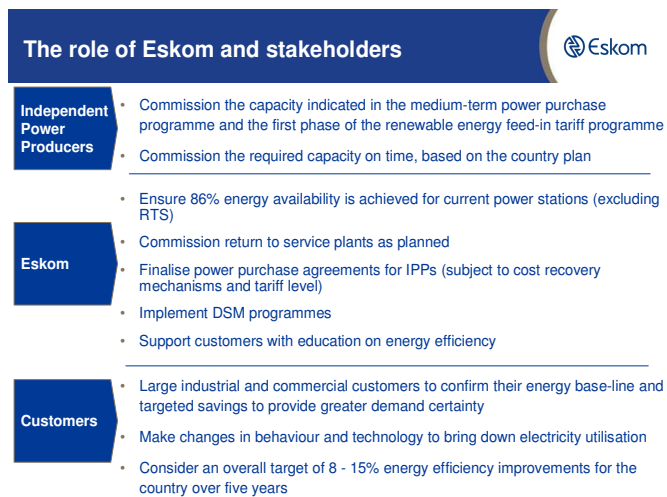 The role of Eskom and stakeholders
Eskom
Independent
Power
Producers
• Commission the capacity indicated in the medium-term power purchase
programme and the first phase of the renewable energy feed-in tariff programme
• Commission the required capacity on time, based on the country plan
Eskom
• Ensure 86% energy availability is achieved for current power stations (excluding
RTS)
• Commission return to service plants as planned
• Finalise power purchase agreements for IPPs (subject to cost recovery
mechanisms and tariff level)
• Implement DSM programmes
• Support customers with education on energy efficiency
Customers
• Large industrial and commercial customers to confirm their energy base-line and
targeted savings to provide greater demand certainty
• Make changes in behaviour and technology to bring down electricity utilisation
• Consider an overall target of 8 - 15% energy efficiency improvements for the
country over five years